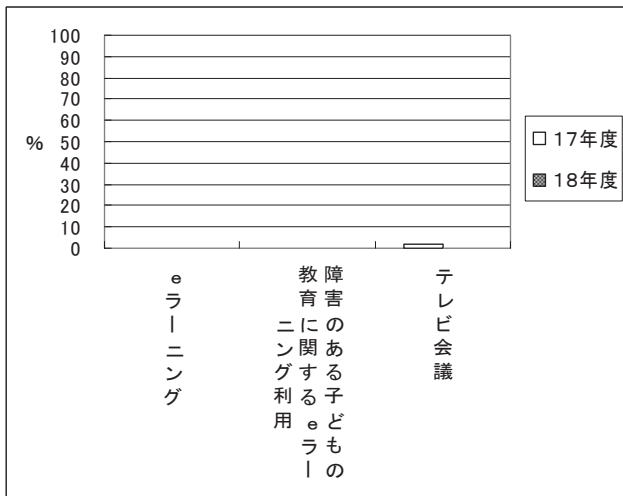 100
90
80
70
60
50
40
30
20
10
0
%
17年度
18年度
eラーニング
障害のある子どもの
教育に関するeラー
ニング利用
テレビ会議